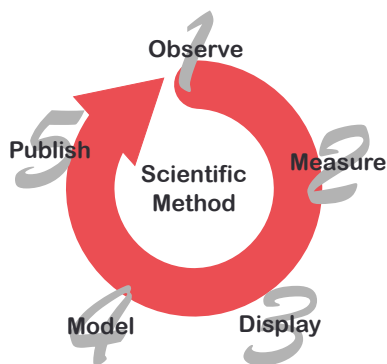 1
Observe
2
Measure
3
Display
4
Model
5
Publish
Scientific
Method